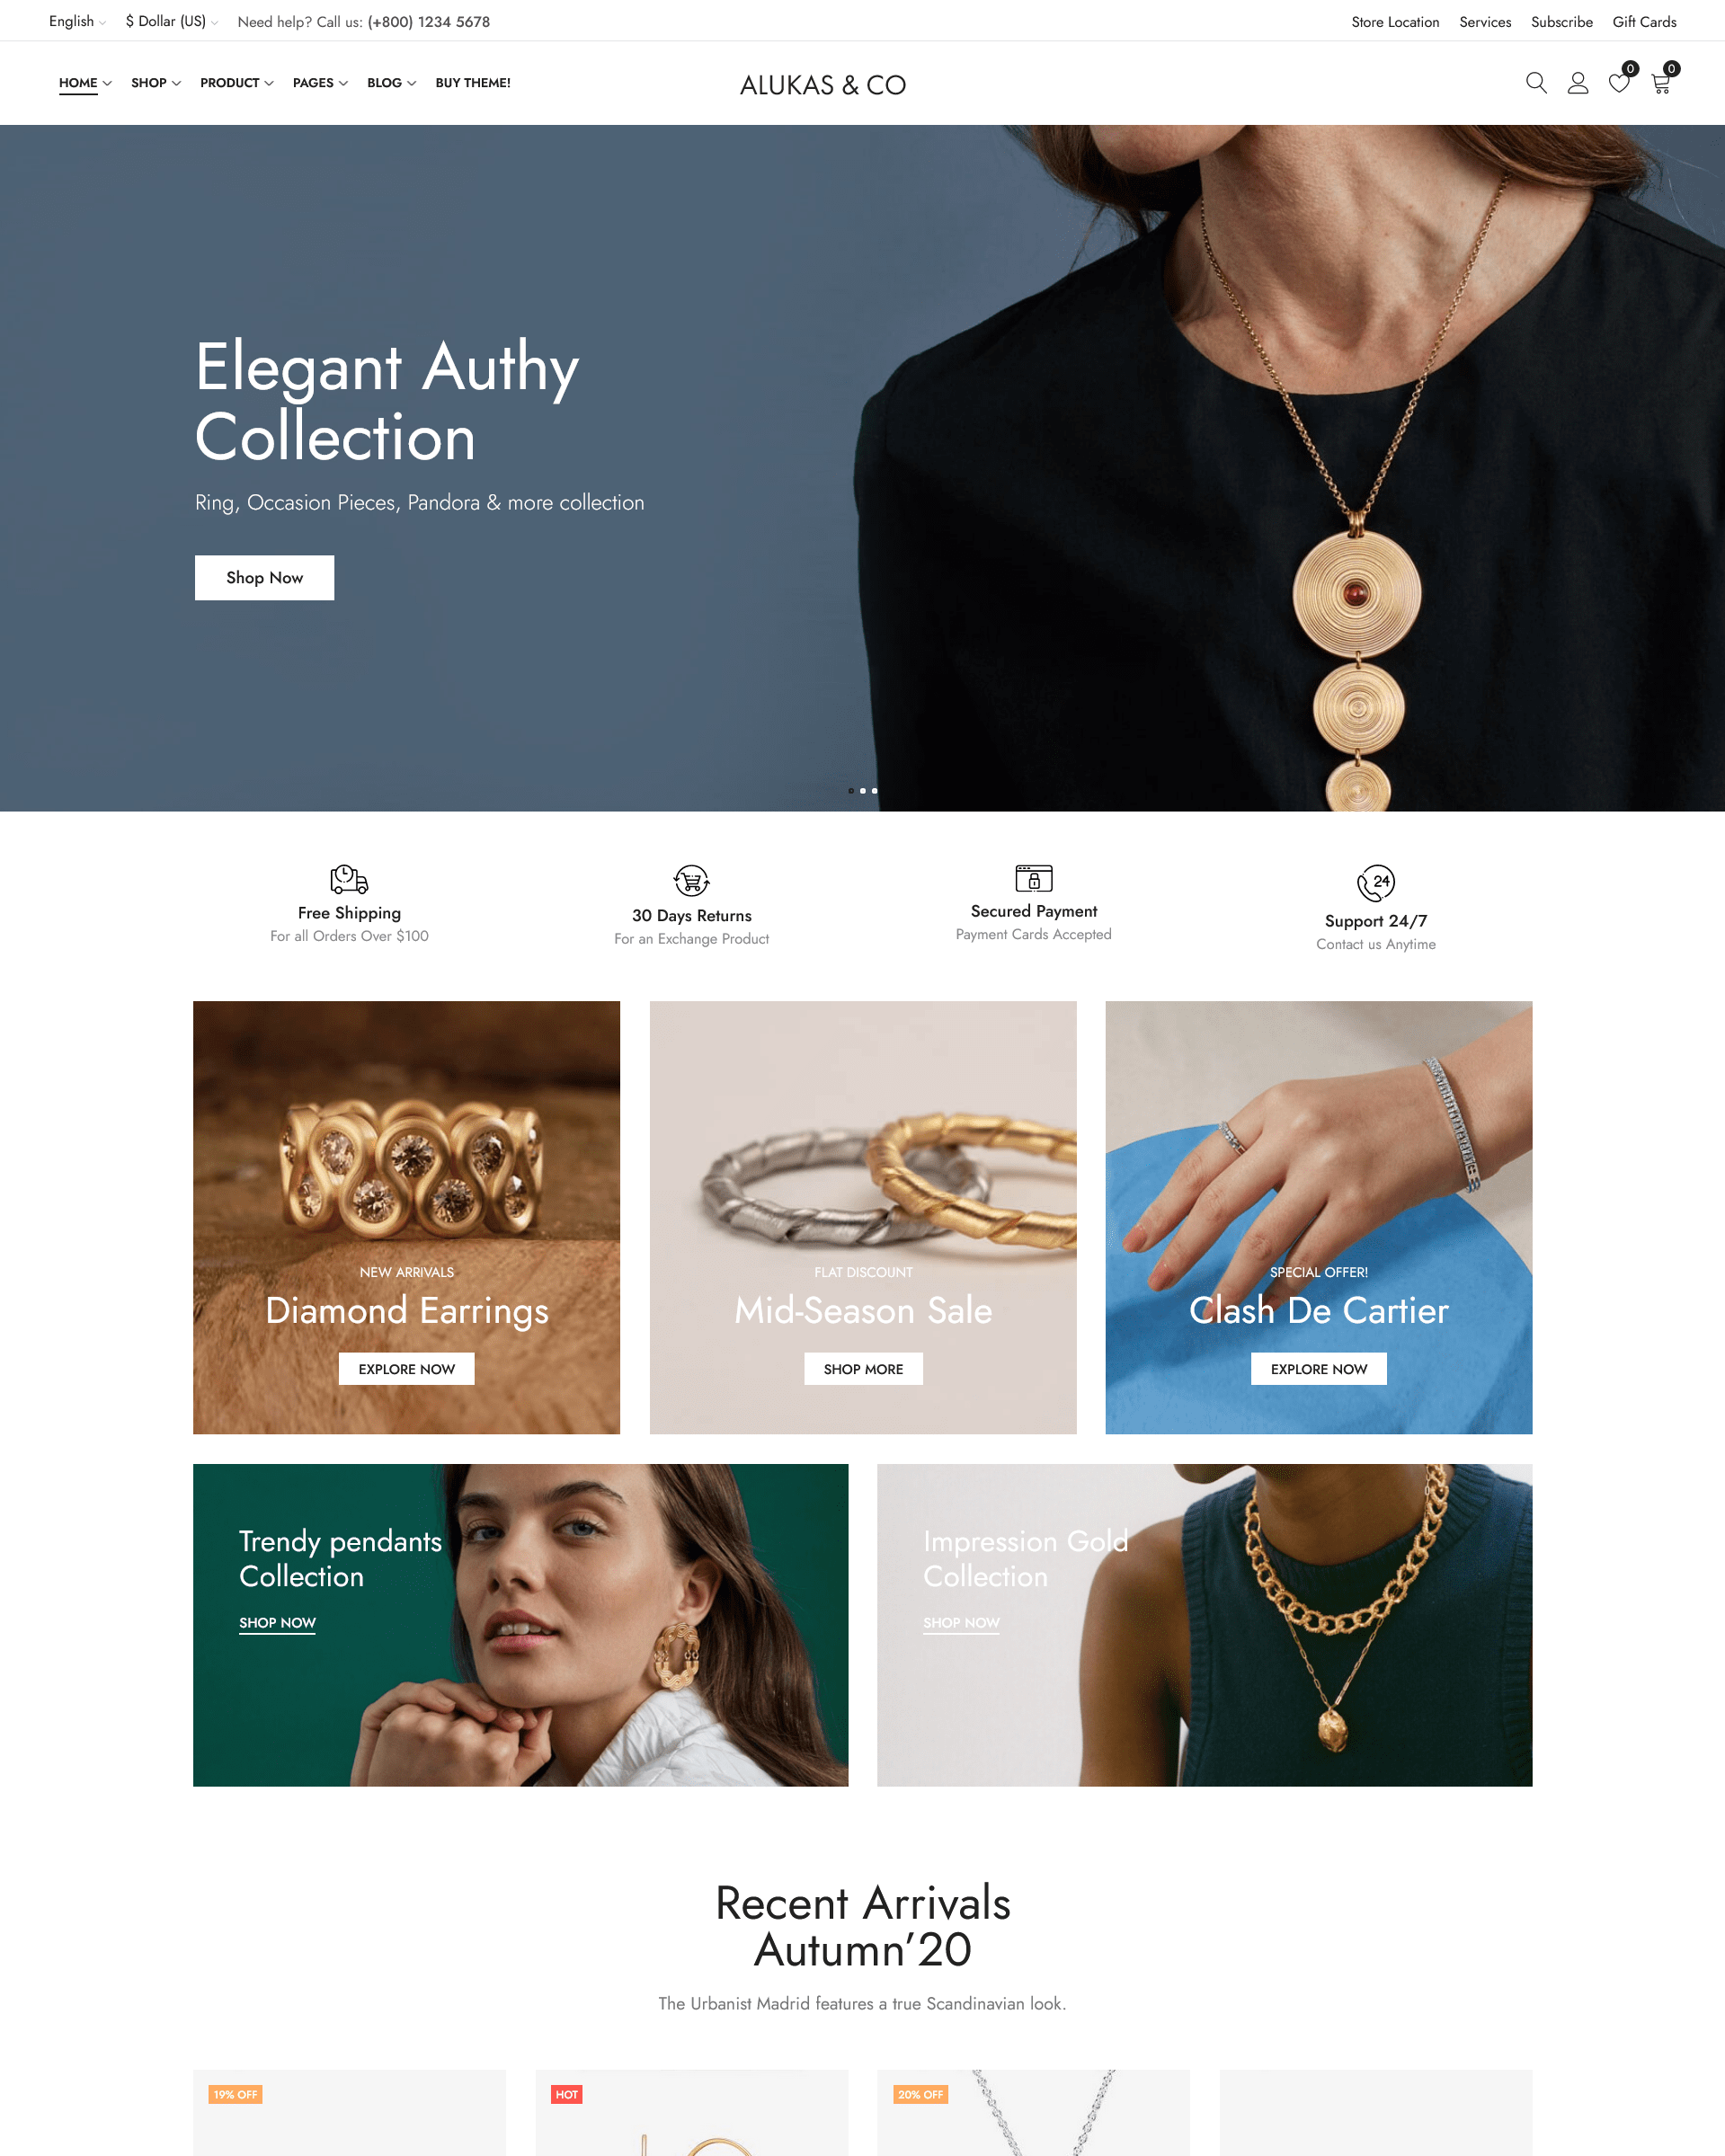 English
$ Dollar (US)
Need help? Call us: (+800) 1234 5678
Store Location
Services
Subscribe
Gift Cards
HOME
SHOP
PRODUCT
PAGES
BLOG
BUY THEME!
ALUKAS & CO
0
0
Elegant Authy
Collection
Ring, Occasion Pieces, Pandora & more collection
Shop Now
Free Shipping
For all Orders Over $100
30 Days Returns
For an Exchange Product
Secured Payment
Payment Cards Accepted
24
Support 24/7
Contact us Anytime
NEW ARRIVALS
Diamond Earrings
EXPLORE NOW
FLAT DISCOUNT
Mid-Season Sale
SHOP MORE
SPECIAL OFFER!
Clash De Cartier
EXPLORE NOW
Trendy pendants
Collection
SHOP NOW
Impression Gold
Collection
SHOP NOW
Recent Arrivals
Autumn’20
The Urbanist Madrid features a true Scandinavian look.
19% OFF
HOT
20% OFF